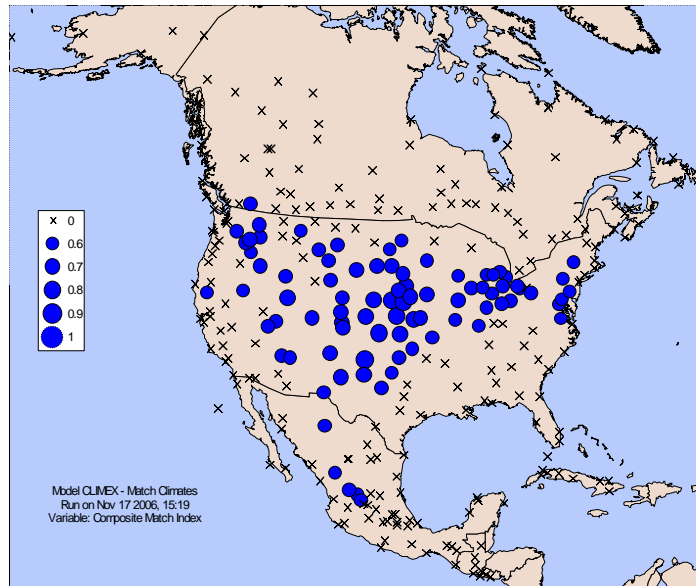 x 0
0.6
0.7
0.8
0.9
1
Model CLIMEX - Match Climates
Run on Nov 17 2006, 15:19
Variable: Composite Match Index